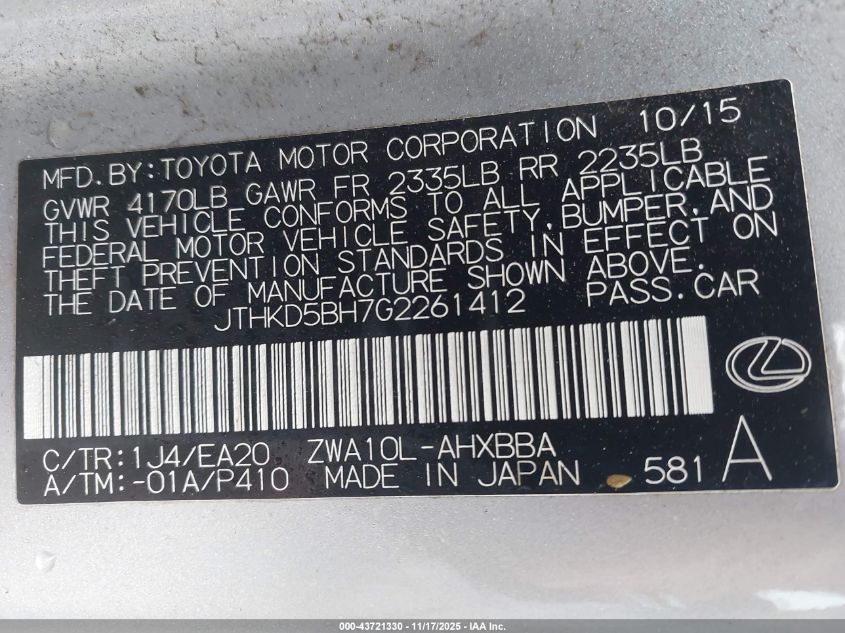 MFD.BY:TOYOTA MOTOR CORPORATION 10/15
GVWR 4170LB GAWR FR 2335LB RR 2235LB
THIS VEHICLE CONFORMS TO ALL APPLICABLE
FEDERAL MOTOR VEHICLE SAFETY,BUMPER,AND
THEFT PREVENTION STANDARDS IN EFFECT ON
THE DATE OF MANUFACTURE SHOWN ABOVE.
JTHKD5BH7G2261412 PASS.CAR
C/TR:1J4/EA20 ZWA10L-AHXBBA
A/TM:-01A/P410 MADE IN JAPAN 581 A
000-43721330 - 11/17/2025 - IAA Inc.